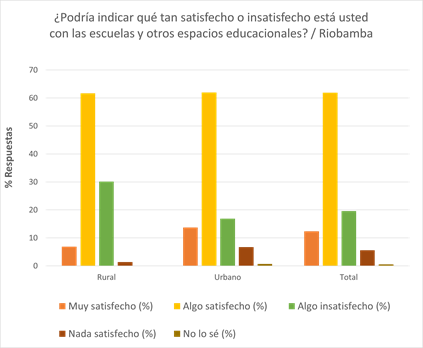 ¿Podría indicar qué tan satisfecho o insatisfecho está usted
con las escuelas y otros espacios educacionales? / Riobamba
% Respuestas
70
60
50
40
30
20
10
0
Rural Urbano Total
Muy satisfecho (%) Algo satisfecho (%) Algo insatisfecho (%)
Nada satisfecho (%) No lo sé (%)